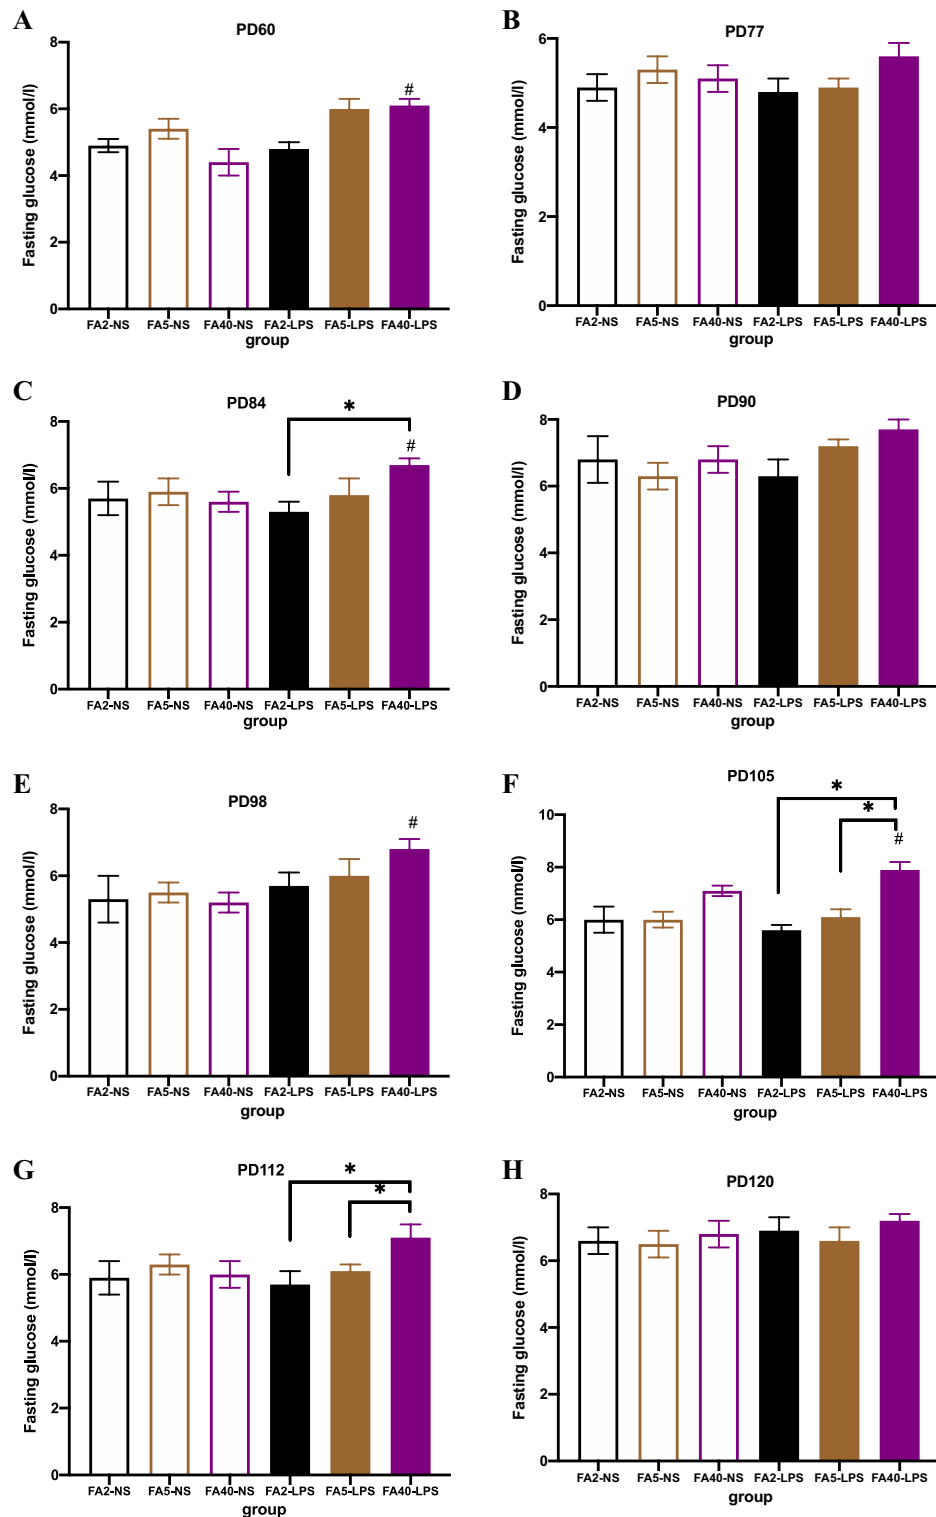 A
PD60
8
6
4
2
0
Fasting glucose (mmol/l)
#
FA2-NS FA5-NS FA40-NS FA2-LPS FA5-LPS FA40-LPS
group
B
PD77
6
4
2
0
Fasting glucose (mmol/l)
FA2-NS FA5-NS FA40-NS FA2-LPS FA5-LPS FA40-LPS
group
C
PD84
8
6
4
2
0
Fasting glucose (mmol/l)
*
#
FA2-NS FA5-NS FA40-NS FA2-LPS FA5-LPS FA40-LPS
group
D
PD90
8
6
4
2
0
Fasting glucose (mmol/l)
FA2-NS FA5-NS FA40-NS FA2-LPS FA5-LPS FA40-LPS
group
E
PD98
8
6
4
2
0
Fasting glucose (mmol/l)
#
FA2-NS FA5-NS FA40-NS FA2-LPS FA5-LPS FA40-LPS
group
F
PD105
10
8
6
4
2
0
Fasting glucose (mmol/l)
*
*
#
FA2-NS FA5-NS FA40-NS FA2-LPS FA5-LPS FA40-LPS
group
G
PD112
8
6
4
2
0
Fasting glucose (mmol/l)
*
*
FA2-NS FA5-NS FA40-NS FA2-LPS FA5-LPS FA40-LPS
group
H
PD120
8
6
4
2
0
Fasting glucose (mmol/l)
FA2-NS FA5-NS FA40-NS FA2-LPS FA5-LPS FA40-LPS
group